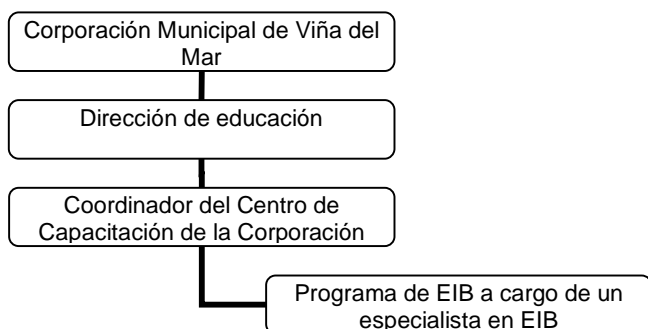 Corporación Municipal de Viña del
Mar
Dirección de educación
Coordinador del Centro de
Capacitación de la Corporación
Programa de EIB a cargo de un
especialista en EIB